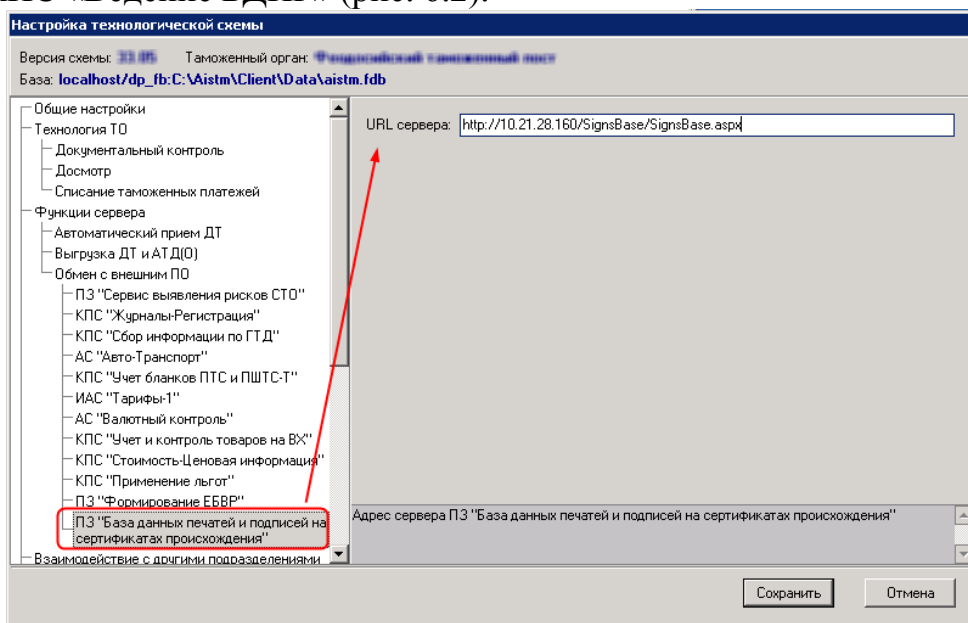 «Ведение
(рис. 6.2).
Настройка технологической схемы
Версия схемы: Таможенный орган:
База: localhost/dp_fb:C:\Aistm\Client\Data\aistm.fdb
Общие настройки
Технология ТО
Документальный контроль
Досмотр
Списание таможенных платежей
Функции сервера
Автоматический прием ДТ
Выгрузка ДТ и АТД(О)
Обмен с внешним ПО
ПЗ "Сервис выявления рисков СТО"
КПС "Журналы-Регистрация"
КПС "Сбор информации по ГТД"
АС "Авто-Транспорт"
КПС "Учет бланков ПТС и ПШТС-Т"
ИАС "Тарифы-1"
АС "Валютный контроль"
КПС "Учет и контроль товаров на ВХ"
КПС "Стоимость-Ценовая информация"
КПС "Применение льгот"
ПЗ "Формирование ЕБВР"
ПЗ "База данных печатей и подписей на
сертификатах происхождения"
Взаимодействие с другими подразделениями
URL сервера: http://10.21.28.160/SignsBase/SignsBase.aspx
Адрес сервера ПЗ "База данных печатей и подписей на сертификатах происхождения"
Сохранить Отмена